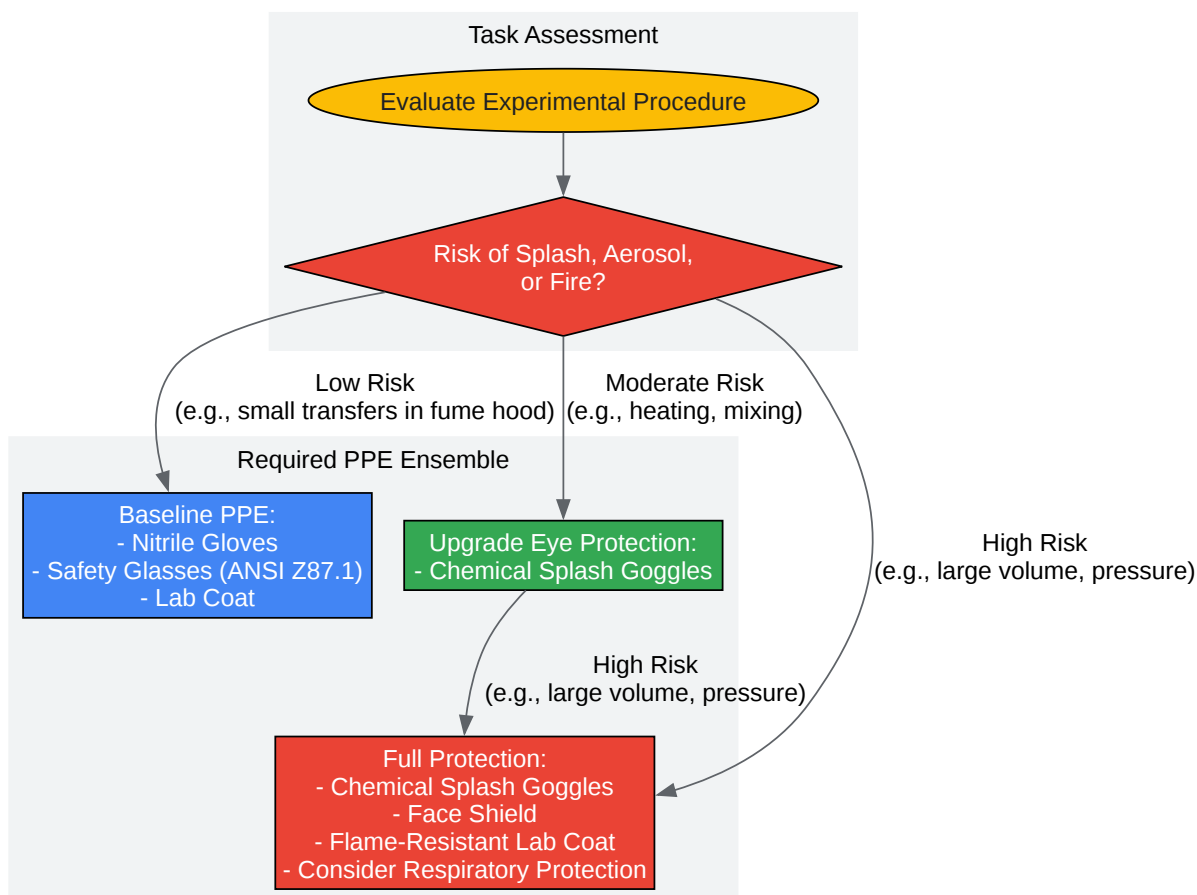 Task Assessment
Evaluate Experimental Procedure
Risk of Splash, Aerosol,
or Fire?
Low Risk
(e.g., small transfers in fume hood)
Moderate Risk
(e.g., heating, mixing)
Required PPE Ensemble
Baseline PPE:
- Nitrile Gloves
- Safety Glasses (ANSI Z87.1)
- Lab Coat
Upgrade Eye Protection:
- Chemical Splash Goggles
High Risk
(e.g., large volume, pressure)
High Risk
(e.g., large volume, pressure)
Full Protection:
- Chemical Splash Goggles
- Face Shield
- Flame-Resistant Lab Coat
- Consider Respiratory Protection